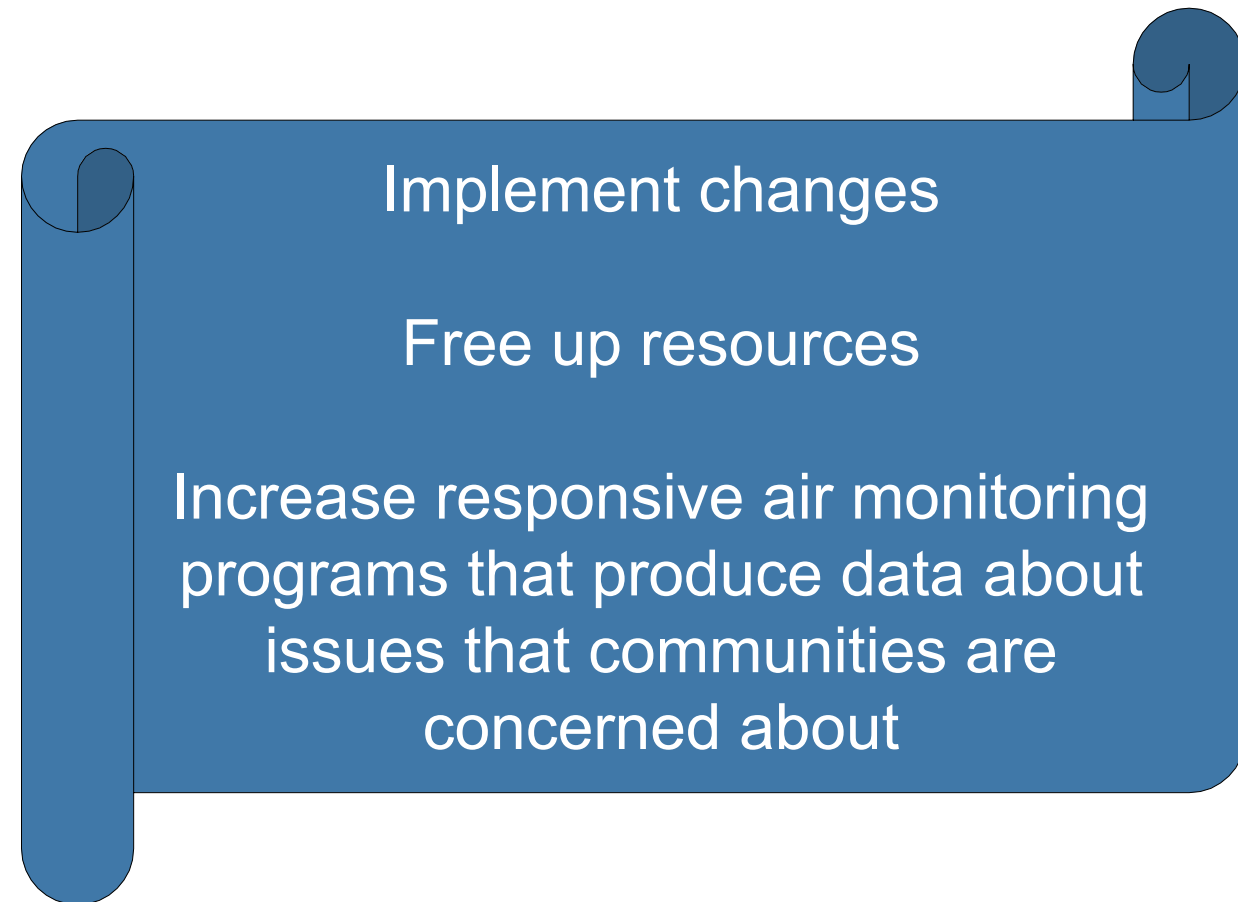 Implement changes
Free up resources
Increase responsive air monitoring
programs that produce data about
issues that communities are
concerned about